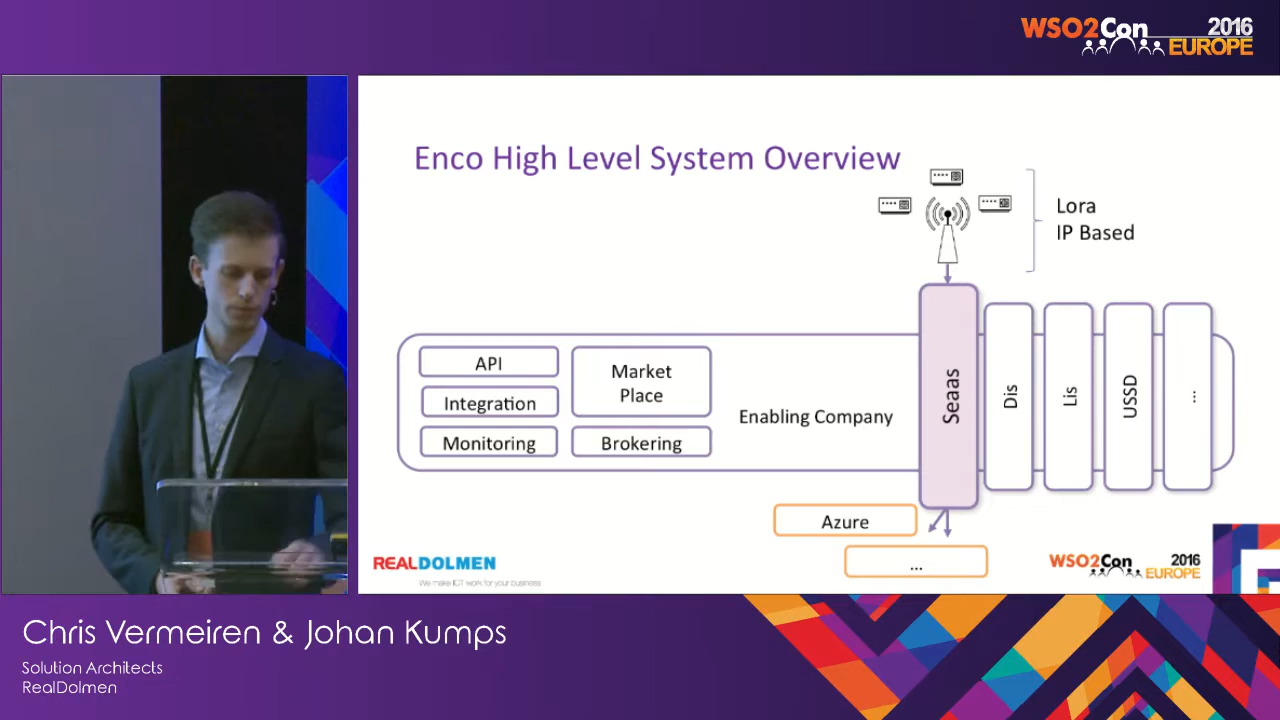 WSO2Con 2016
EUROPE
Enco High Level System Overview
Lora
IP Based
API
Integration
Monitoring
Market
Place
Brokering
Enabling Company
Seaas
Dis
Lis
USSD
...
Azure
...
REALDOLMEN
We make ICT work for your business
WSO2Con 2016
EUROPE
Chris Vermeiren & Johan Kumps
Solution Architects
RealDolmen